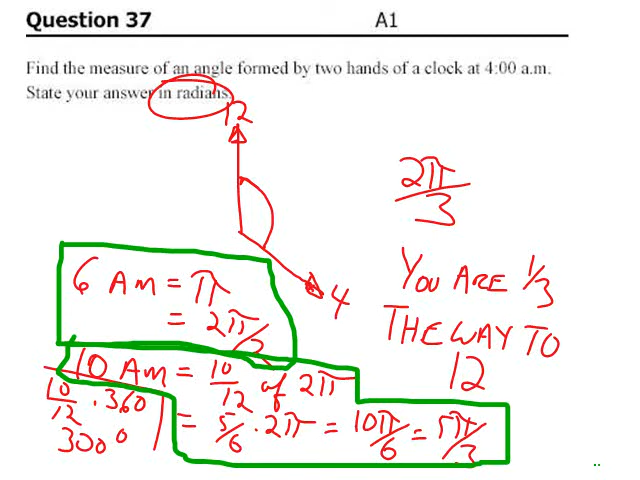 Question 37 A1
Find the measure of an angle formed by two hands of a clock at 4:00 a.m.
State your answer in radians.
12
2π/3
4
YOU ARE 1/3
THE WAY TO
12
6 AM = π
= 2π/2
10 AM = 10/12 of 2π
10/12 · 360
300°
= 5/6 · 2π = 10π/6 = 5π/3